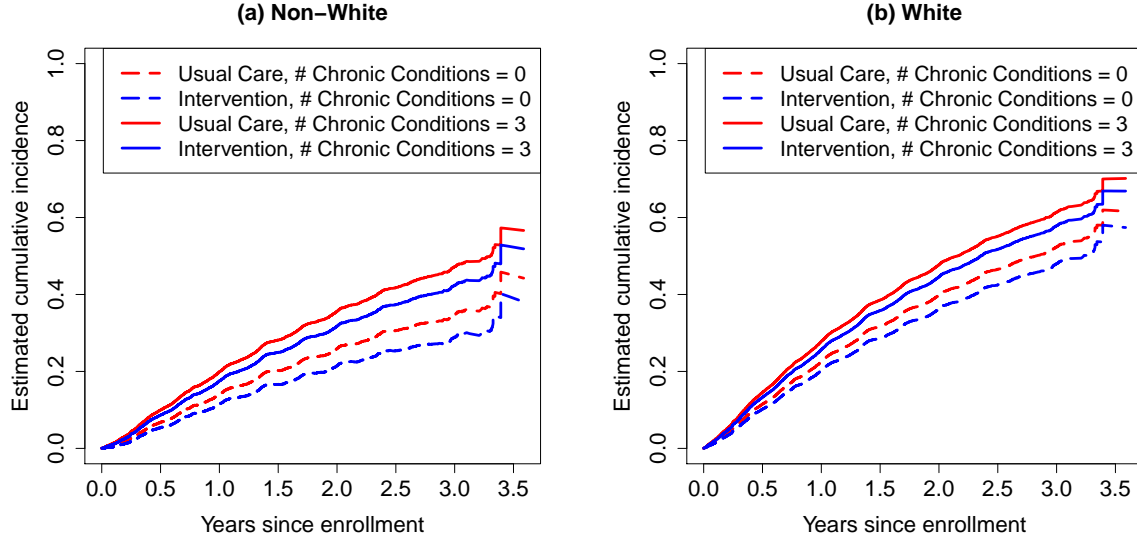 (a) Non−White
Estimated cumulative incidence
1.0
0.8
0.6
0.4
0.2
0.0
Usual Care, # Chronic Conditions = 0
Intervention, # Chronic Conditions = 0
Usual Care, # Chronic Conditions = 3
Intervention, # Chronic Conditions = 3
0.0 0.5 1.0 1.5 2.0 2.5 3.0 3.5
Years since enrollment
(b) White
Estimated cumulative incidence
1.0
0.8
0.6
0.4
0.2
0.0
Usual Care, # Chronic Conditions = 0
Intervention, # Chronic Conditions = 0
Usual Care, # Chronic Conditions = 3
Intervention, # Chronic Conditions = 3
0.0 0.5 1.0 1.5 2.0 2.5 3.0 3.5
Years since enrollment